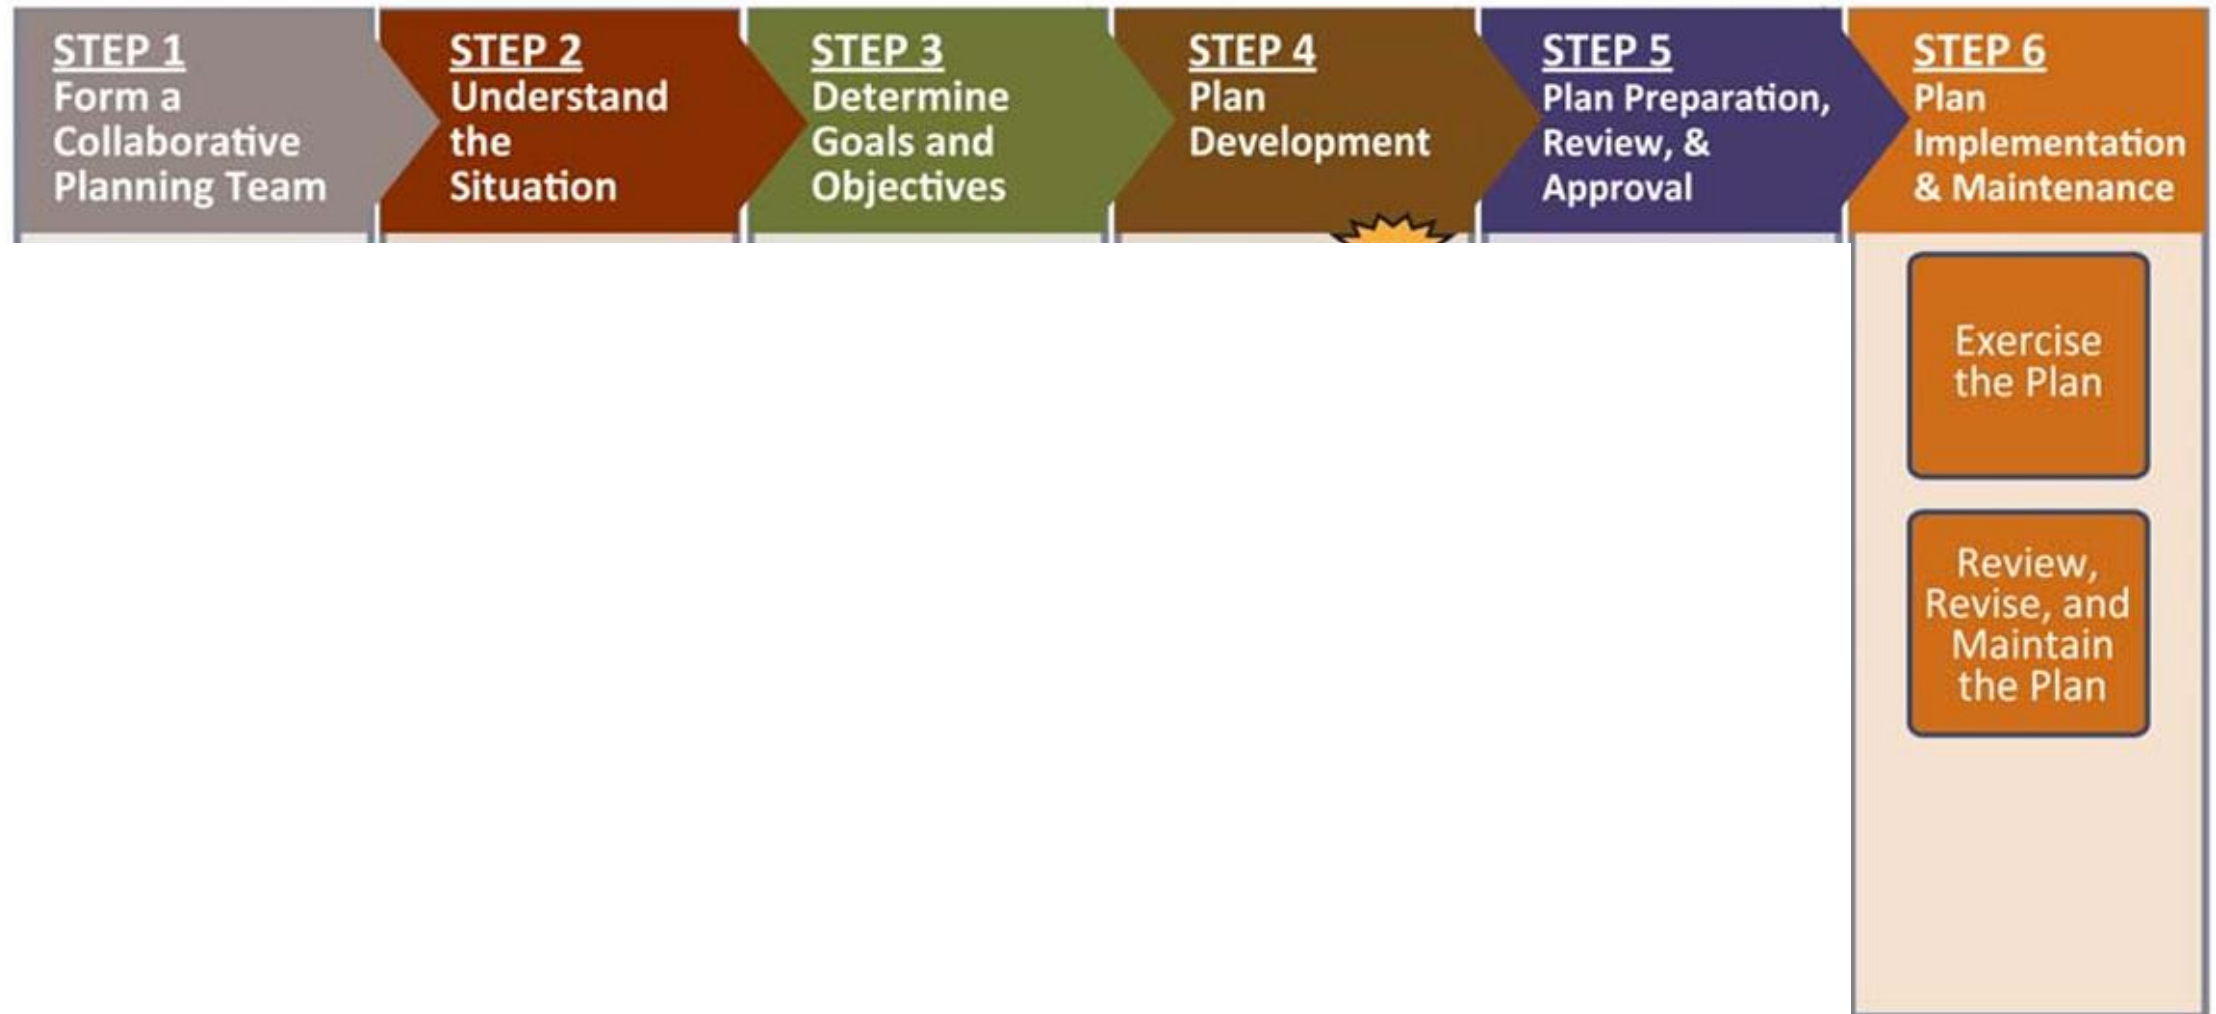 STEP 1
Form a
Collaborative
Planning Team
STEP 2
Understand
the
Situation
STEP 3
Determine
Goals and
Objectives
STEP 4
Plan
Development
STEP 5
Plan Preparation,
Review, &
Approval
STEP 6
Plan
Implementation
& Maintenance
Exercise
the Plan
Review,
Revise, and
Maintain
the Plan